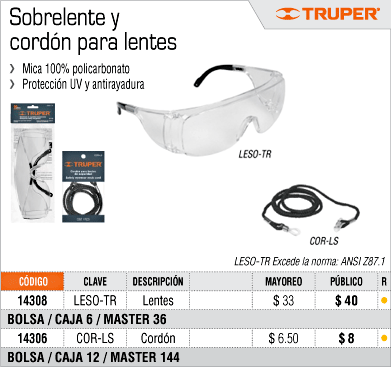 Sobrelente y
cordón para lentes
TRUPER®
Mica 100% policarbonato
Protección UV y antirayadura
TRUPER
LESO-TR
COR-LS
LESO-TR Excede la norma: ANSI Z87.1
CÓDIGO CLAVE DESCRIPCIÓN MAYOREO PÚBLICO R
14308 LESO-TR Lentes $ 33 $ 40
BOLSA / CAJA 6 / MASTER 36
14306 COR-LS Cordón $ 6.50 $ 8
BOLSA / CAJA 12 / MASTER 144